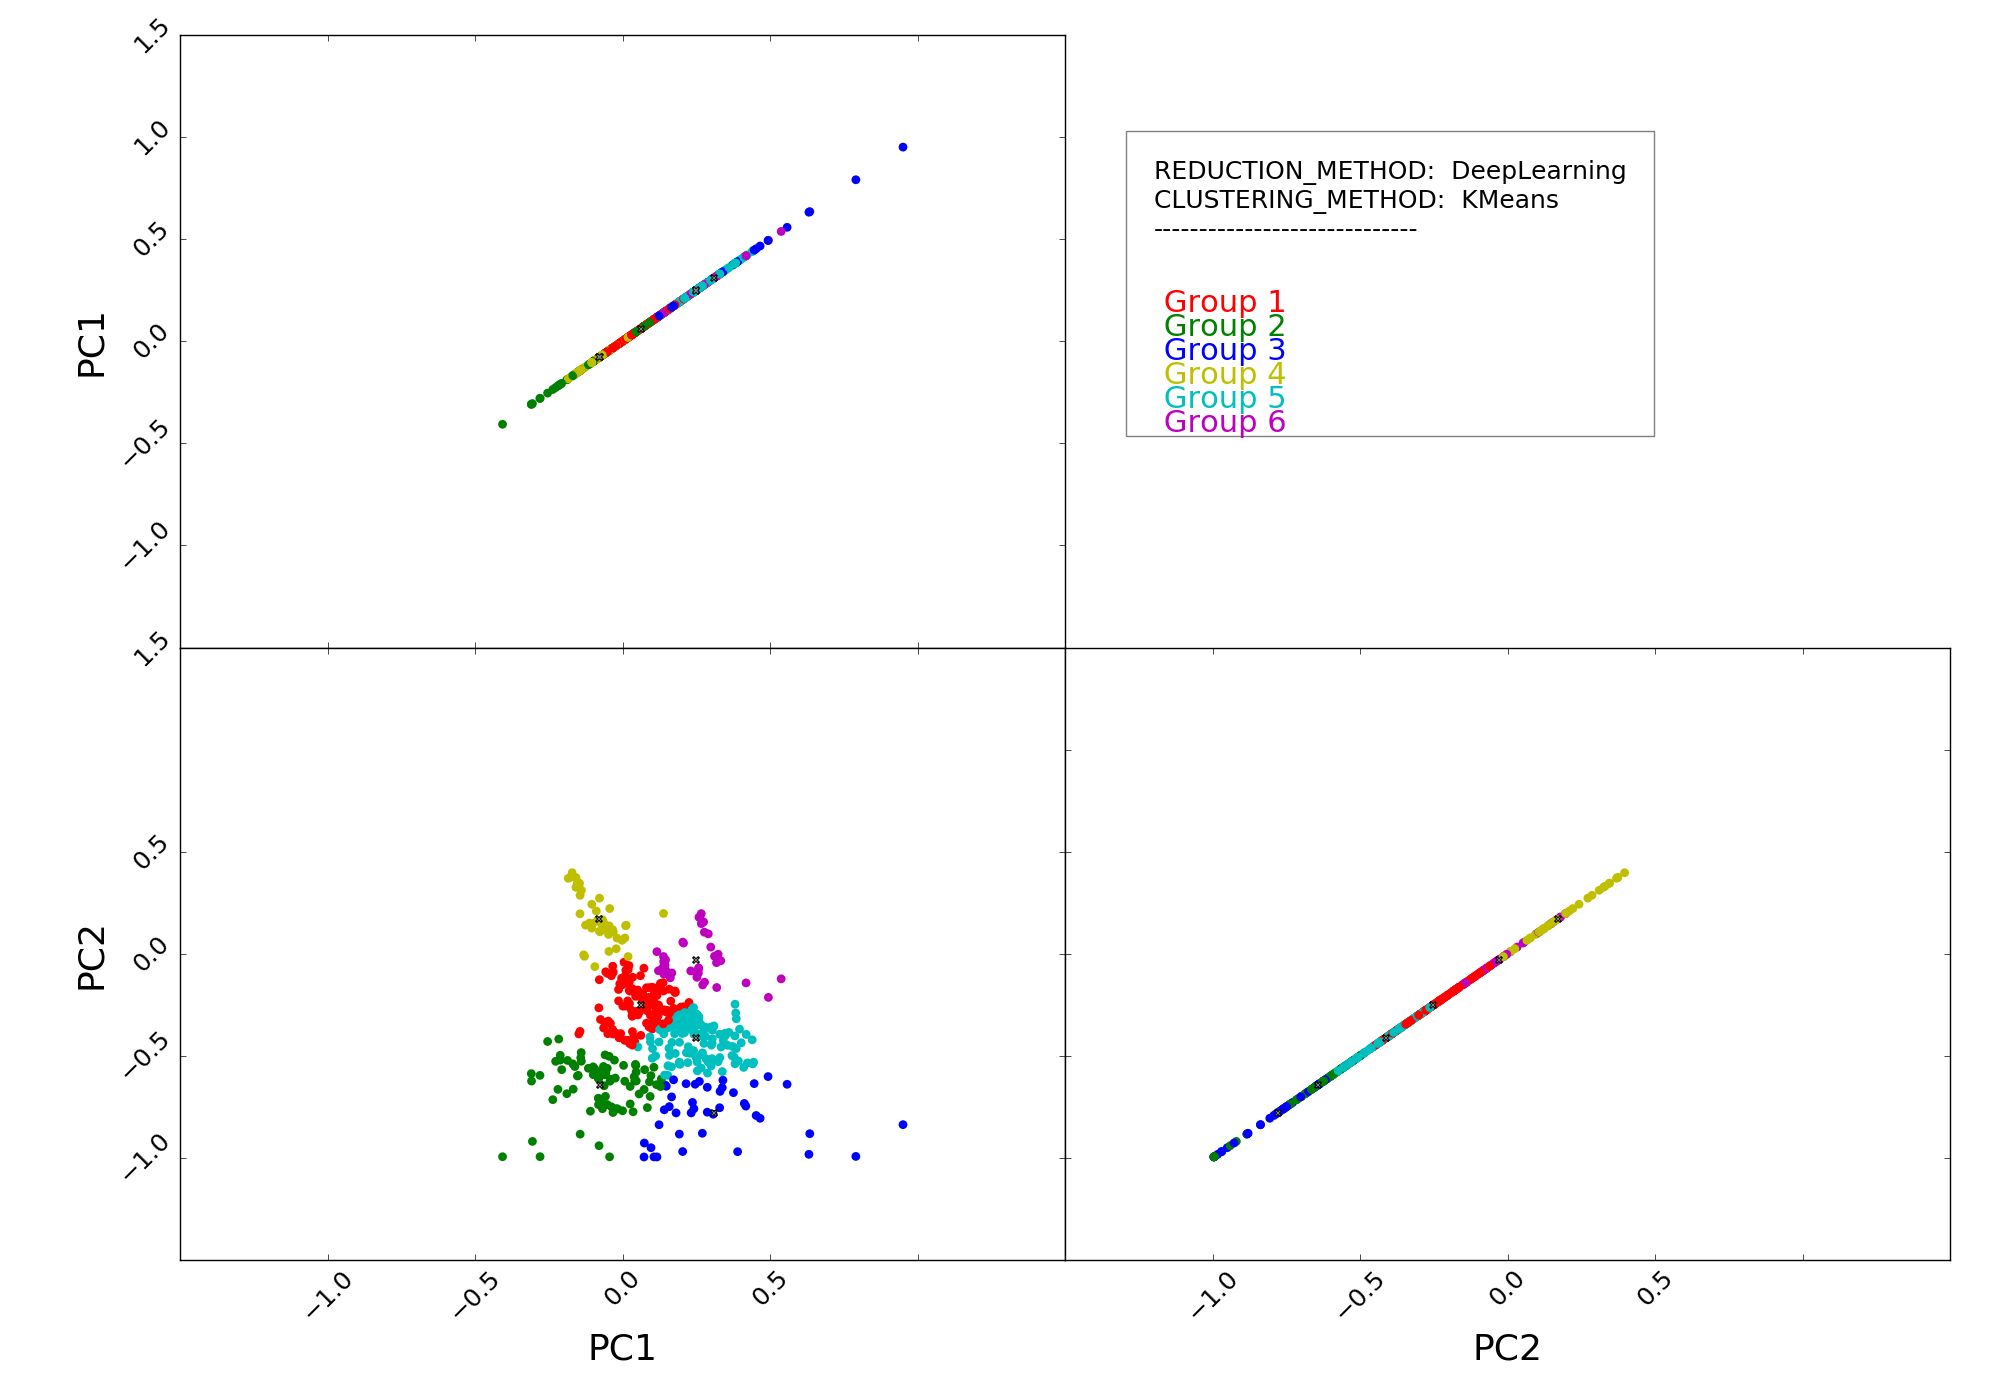 1.5
1.0
0.5
0.0
−0.5
−1.0
PC1
REDUCTION_METHOD: DeepLearning
CLUSTERING_METHOD: KMeans
-----------------------------
Group 1
Group 2
Group 3
Group 4
Group 5
Group 6
1.5
0.5
0.0
−0.5
−1.0
PC2
−1.0 −0.5 0.0 0.5
PC1
−1.0 −0.5 0.0 0.5
PC2